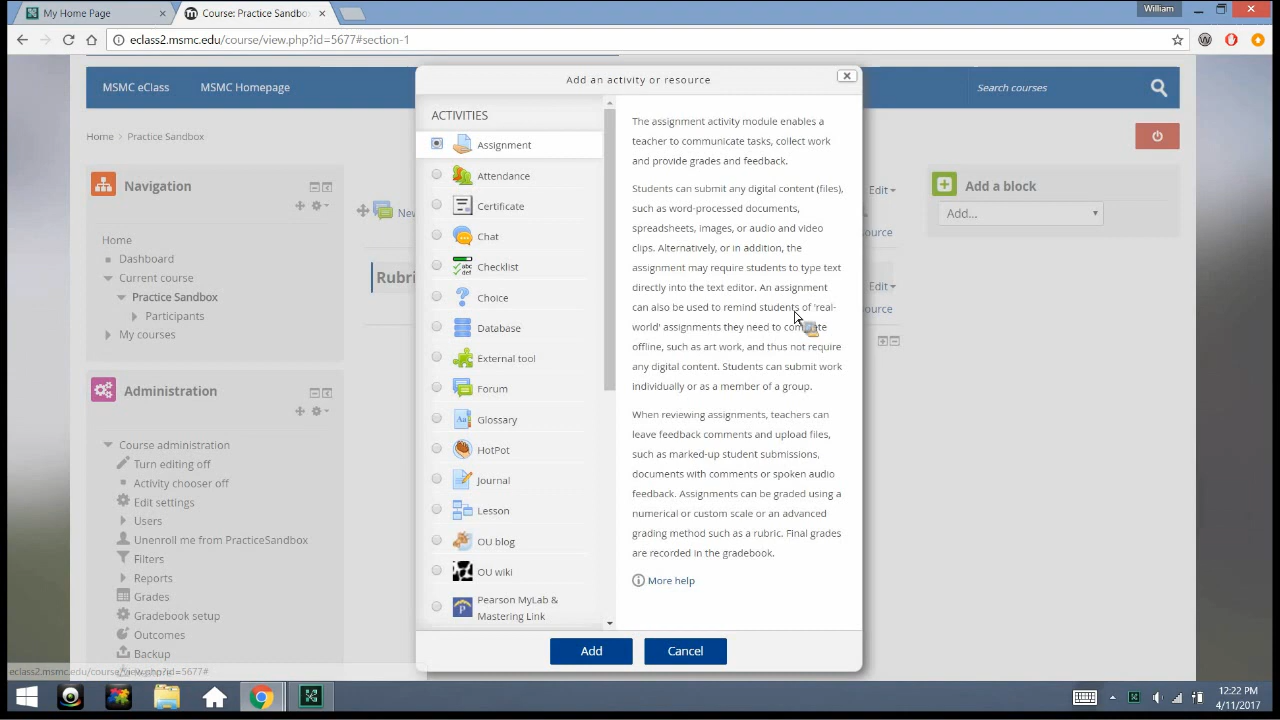 My Home Page
Course: Practice Sandbox
William
eclass2.msmc.edu/course/view.php?id=5677#section-1
MSMC eClass
MSMC Homepage
Search courses
Home
Practice Sandbox
Navigation
Home
Dashboard
Current course
Practice Sandbox
Participants
My courses
Administration
Course administration
Turn editing off
Activity chooser off
Edit settings
Users
Unenroll me from PracticeSandbox
Filters
Reports
Grades
Gradebook setup
Outcomes
Backup
eclass2.msmc.edu/course/view.php?id=5677#
Edit
Edit
Add a block
Add...
Add an activity or resource
ACTIVITIES
Assignment
Attendance
Certificate
Chat
Checklist
Choice
Database
External tool
Forum
Glossary
HotPot
Journal
Lesson
OU blog
OU wiki
Pearson MyLab &
Mastering Link
The assignment activity module enables a
teacher to communicate tasks, collect work
and provide grades and feedback.
Students can submit any digital content (files),
such as word-processed documents,
spreadsheets, images, or audio and video
clips. Alternatively, or in addition, the
assignment may require students to type text
directly into the text editor. An assignment
can also be used to remind students of 'real-
world' assignments they need to complete
offline, such as art work, and thus not require
any digital content. Students can submit work
individually or as a member of a group.
When reviewing assignments, teachers can
leave feedback comments and upload files,
such as marked-up student submissions,
documents with comments or spoken audio
feedback. Assignments can be graded using a
numerical or custom scale or an advanced
grading method such as a rubric. Final grades
are recorded in the gradebook.
More help
Add
Cancel
12:22 PM
4/11/2017